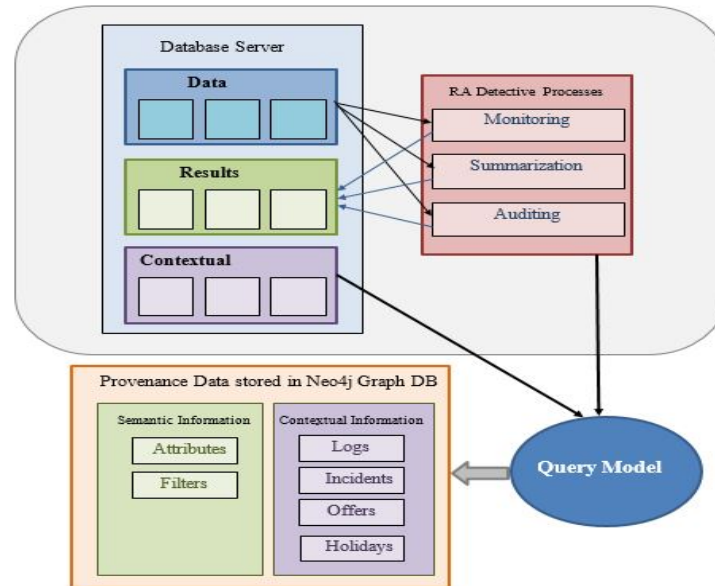 Database Server
Data
Results
Contextual
RA Detective Processes
Monitoring
Summarization
Auditing
Provenance Data stored in Neo4j Graph DB
Semantic Information
Attributes
Filters
Contextual Information
Logs
Incidents
Offers
Holidays
Query Model